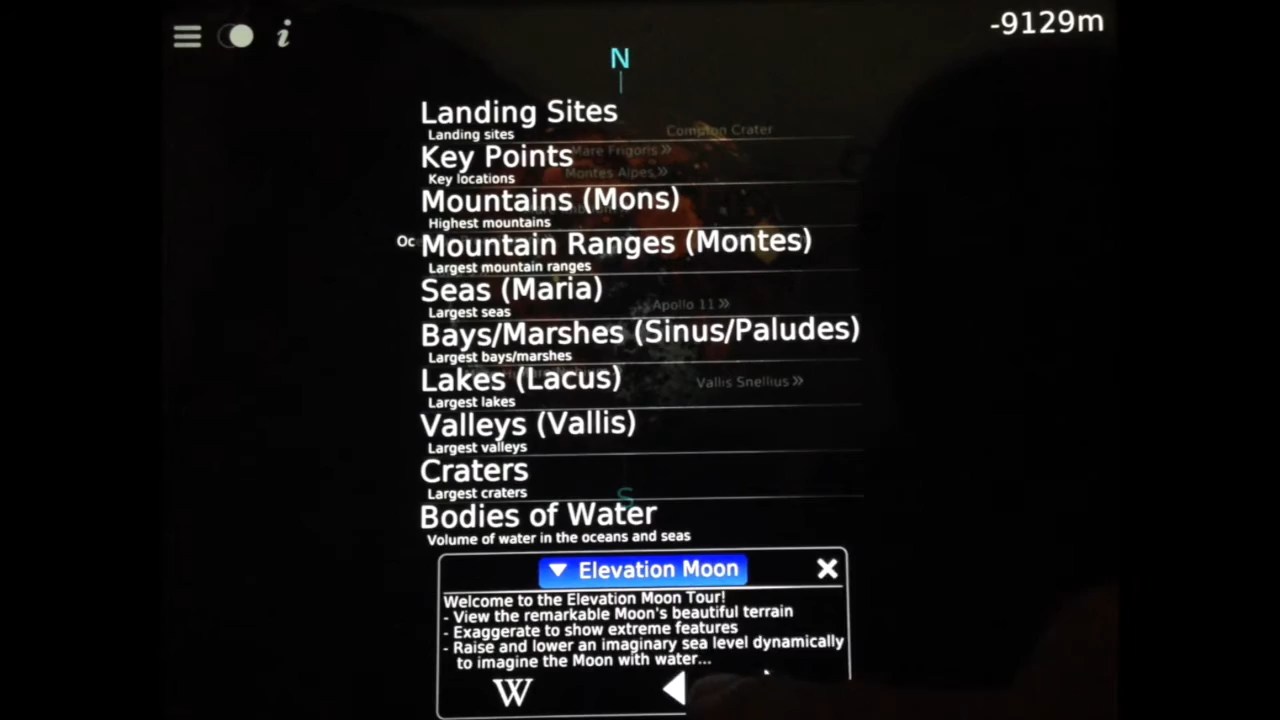 -9129m
i
N
Landing Sites
Landing sites
Compton Crater
Key Points
Mare Frigoris »
Key locations
Montes Alpes »
Mountains (Mons)
Highest mountains
Oc
Mountain Ranges (Montes)
Largest mountain ranges
Seas (Maria)
Apollo 11 »
Largest seas
Bays/Marshes (Sinus/Paludes)
Largest bays/marshes
Lakes (Lacus)
Vallis Snellius »
Largest lakes
Valleys (Vallis)
Largest valleys
Craters
Largest craters
S
Bodies of Water
Volume of water in the oceans and seas
Elevation Moon
Welcome to the Elevation Moon Tour!
- View the remarkable Moon's beautiful terrain
- Exaggerate to show extreme features
- Raise and lower an imaginary sea level dynamically
to imagine the Moon with water...
W